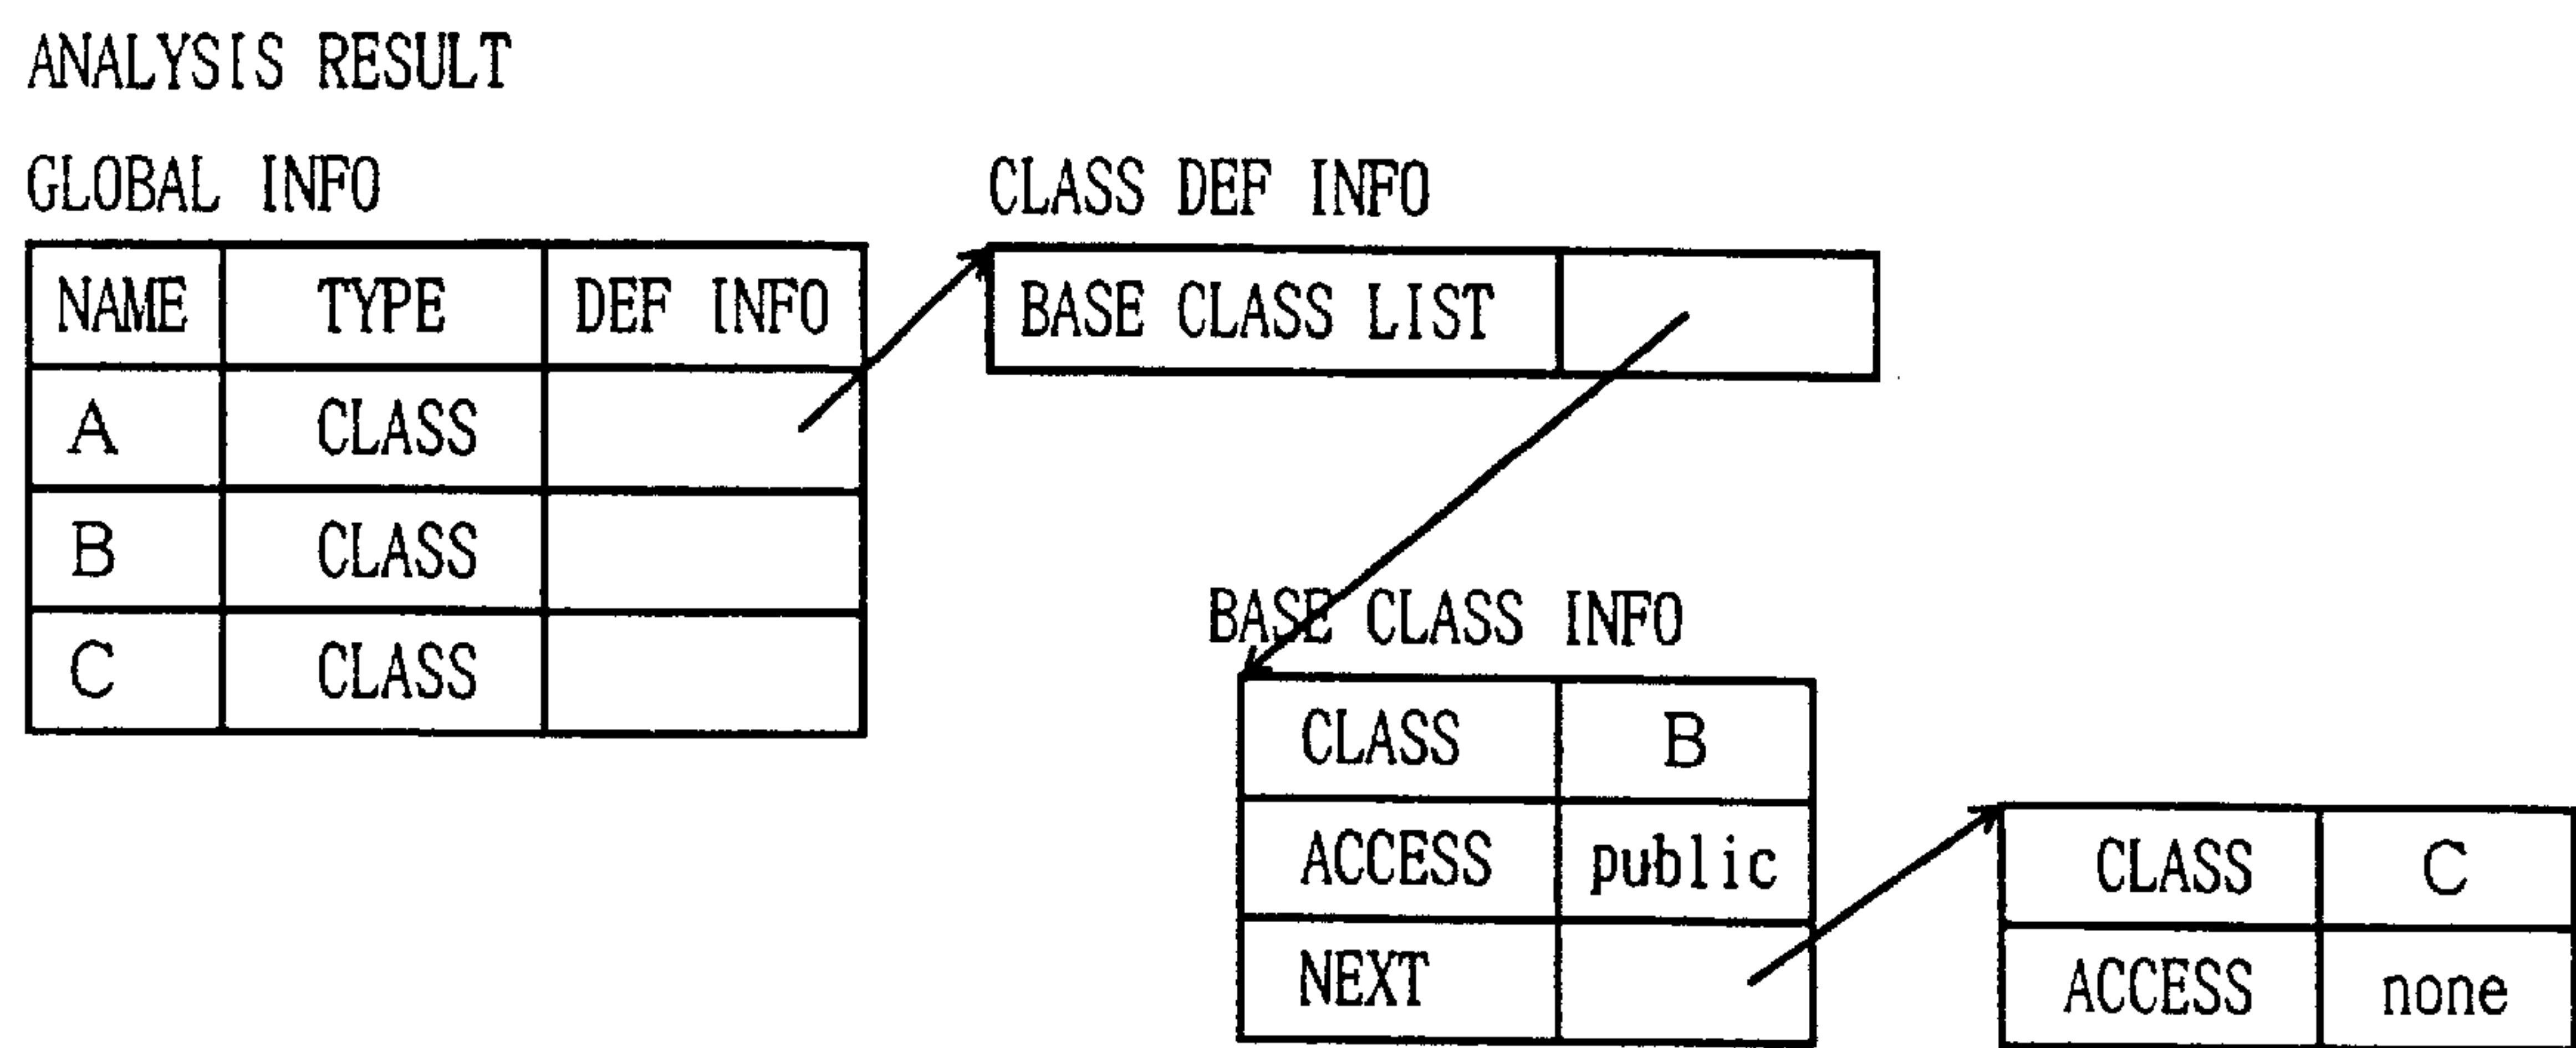 ANALYSIS RESULT
GLOBAL INFO
NAME TYPE DEF INFO
A CLASS
B CLASS
C CLASS
CLASS DEF INFO
BASE CLASS LIST
BASE CLASS INFO
CLASS B
ACCESS public
NEXT
CLASS C
ACCESS none